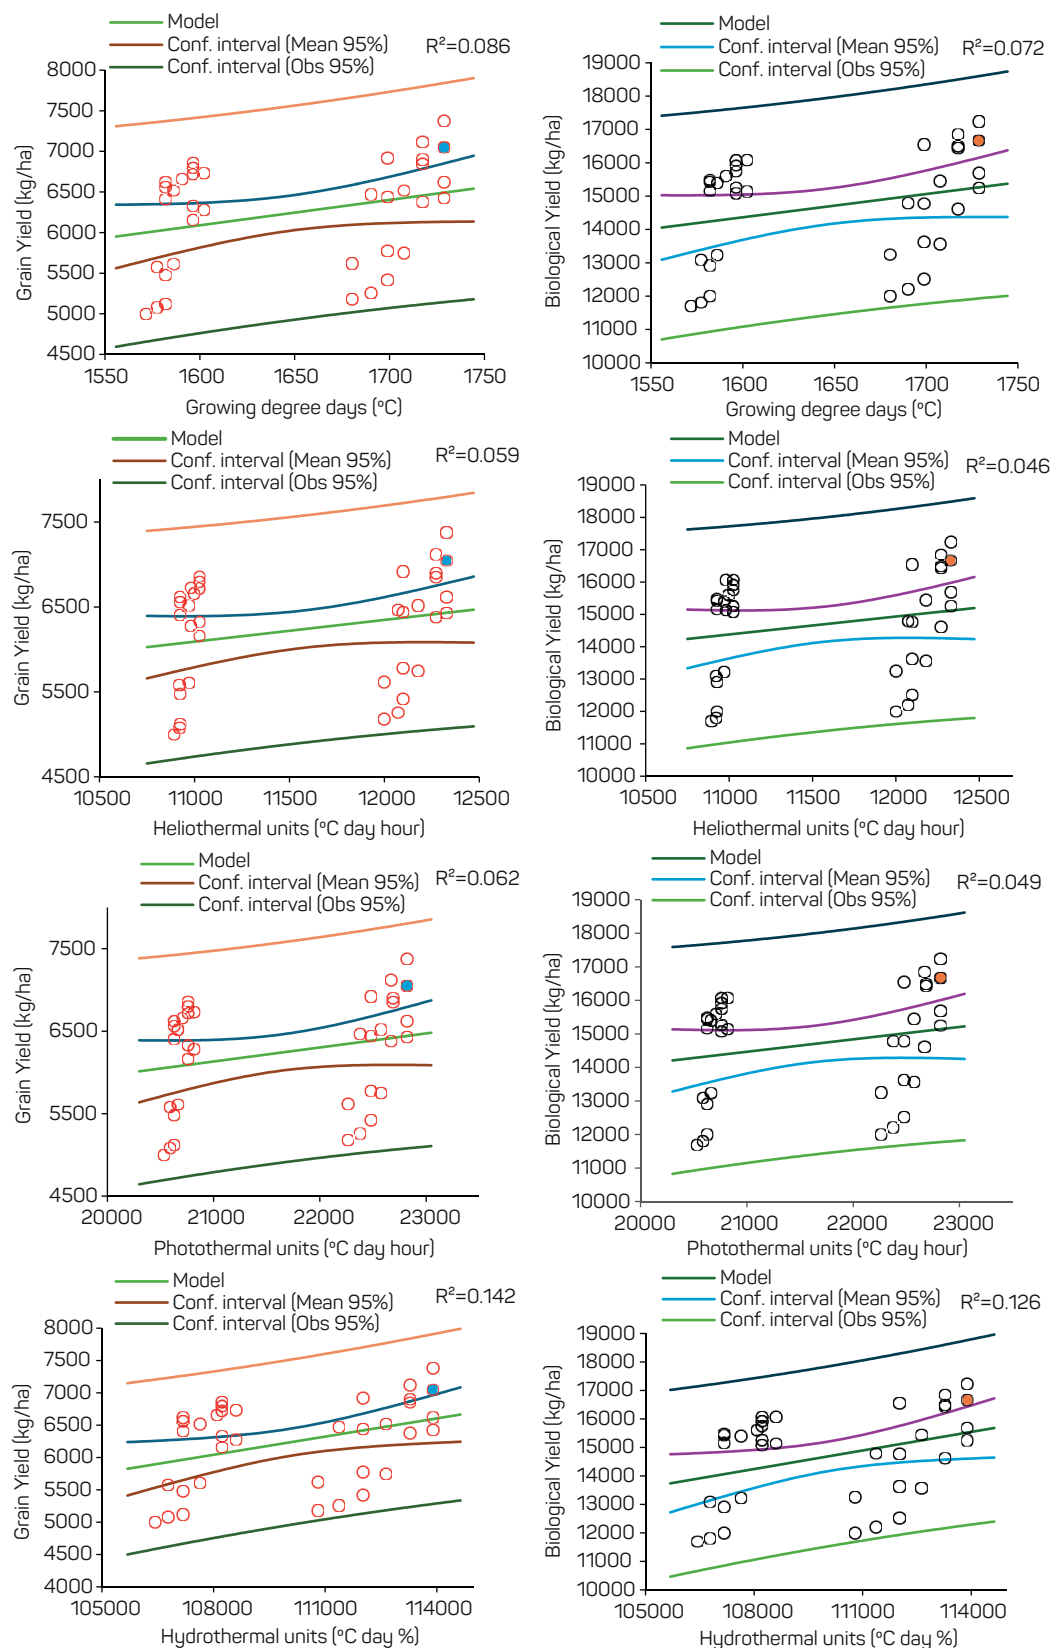 Model
Conf. interval (Mean 95%)
Conf. interval (Obs 95%)
R²=0.086
Grain Yield (kg/ha)
8000
7000
6500
6000
5500
5000
4500
1550
1600
1650
1700
1750
Growing degree days (°C)
Model
Conf. interval (Mean 95%)
Conf. interval (Obs 95%)
R²=0.072
Biological Yield (kg/ha)
19000
18000
17000
16000
15000
14000
13000
12000
11000
10000
1550
1600
1650
1700
1750
Growing degree days (°C)
Model
Conf. interval (Mean 95%)
Conf. interval (Obs 95%)
R²=0.059
Grain Yield (kg/ha)
7500
6500
5500
4500
10500
11000
11500
12000
12500
Heliothermal units (°C day hour)
Model
Conf. interval (Mean 95%)
Conf. interval (Obs 95%)
R²=0.046
Biological Yield (kg/ha)
19000
18000
17000
16000
15000
14000
13000
12000
11000
10000
10500
11000
11500
12000
12500
Heliothermal units (°C day hour)
Model
Conf. interval (Mean 95%)
Conf. interval (Obs 95%)
R²=0.062
Grain Yield (kg/ha)
7500
6500
5500
4500
20000
21000
22000
23000
Photothermal units (°C day hour)
Model
Conf. interval (Mean 95%)
Conf. interval (Obs 95%)
R²=0.049
Biological Yield (kg/ha)
19000
18000
17000
16000
15000
14000
13000
12000
11000
10000
20000
21000
22000
23000
Photothermal units (°C day hour)
Model
Conf. interval (Mean 95%)
Conf. interval (Obs 95%)
R²=0.142
Grain Yield (kg/ha)
8000
7500
7000
6500
6000
5500
5000
4500
4000
105000
108000
111000
114000
Hydrothermal units (°C day %)
Model
Conf. interval (Mean 95%)
Conf. interval (Obs 95%)
R²=0.126
Biological Yield (kg/ha)
19000
18000
17000
16000
15000
14000
13000
12000
11000
10000
105000
108000
111000
114000
Hydrothermal units (°C day %)